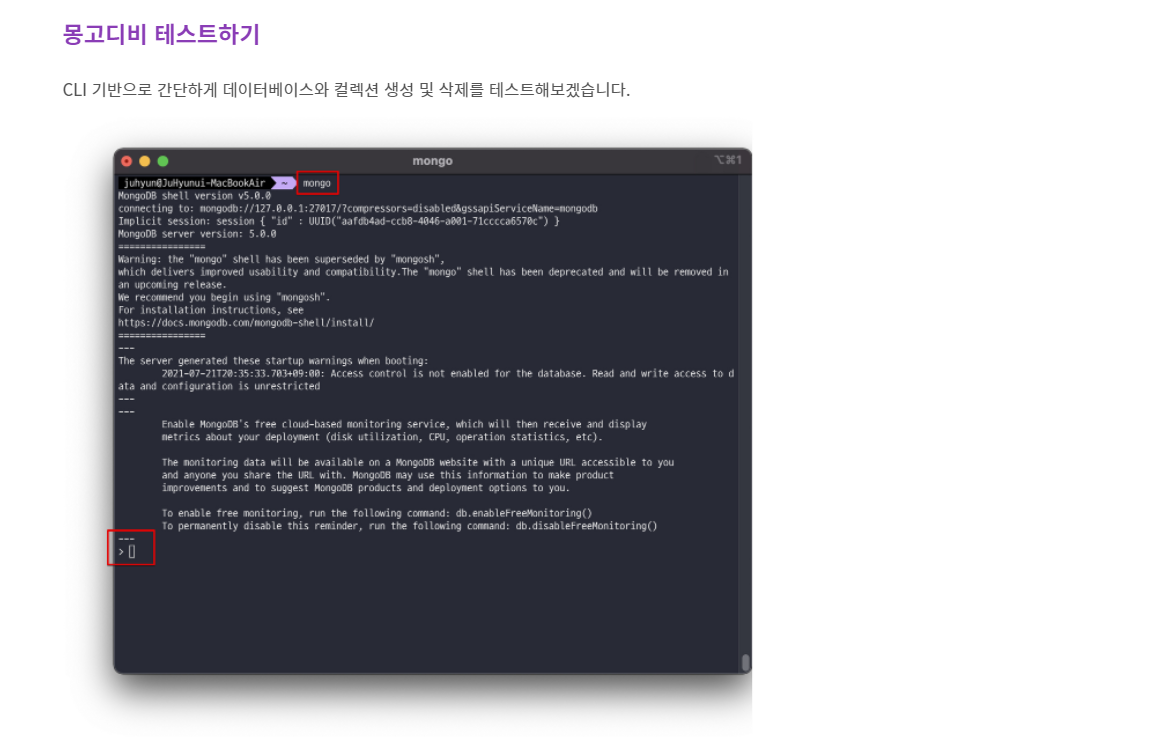 몽고디비 테스트하기
CLI 기반으로 간단하게 데이터베이스와 컬렉션 생성 및 삭제를 테스트해보겠습니다.
mongo
⌥⌘1
juhyun@JuHyunui-MacBookAir ~ mongo
MongoDB shell version v5.0.0
connecting to: mongodb://127.0.0.1:27017/?compressors=disabled&gssapiServiceName=mongodb
Implicit session: session { "id" : UUID("aafdb4ad-ccb8-4046-a001-71cccca6570c") }
MongoDB server version: 5.0.0
================
Warning: the "mongo" shell has been superseded by "mongosh",
which delivers improved usability and compatibility.The "mongo" shell has been deprecated and will be removed in
an upcoming release.
We recommend you begin using "mongosh".
For installation instructions, see
https://docs.mongodb.com/mongodb-shell/install/
================
---
The server generated these startup warnings when booting:
2021-07-21T20:35:33.703+09:00: Access control is not enabled for the database. Read and write access to d
ata and configuration is unrestricted
---
---
Enable MongoDB's free cloud-based monitoring service, which will then receive and display
metrics about your deployment (disk utilization, CPU, operation statistics, etc).
The monitoring data will be available on a MongoDB website with a unique URL accessible to you
and anyone you share the URL with. MongoDB may use this information to make product
improvements and to suggest MongoDB products and deployment options to you.
To enable free monitoring, run the following command: db.enableFreeMonitoring()
To permanently disable this reminder, run the following command: db.disableFreeMonitoring()
---
>